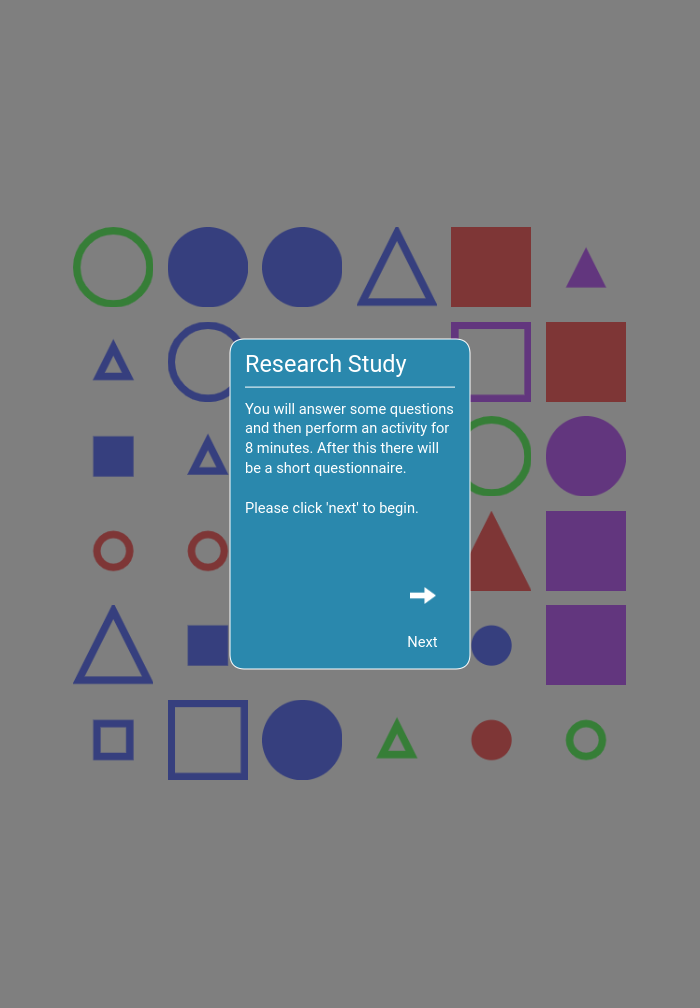 Research Study
You will answer some questions
and then perform an activity for
8 minutes. After this there will
be a short questionnaire.
Please click 'next' to begin.
Next